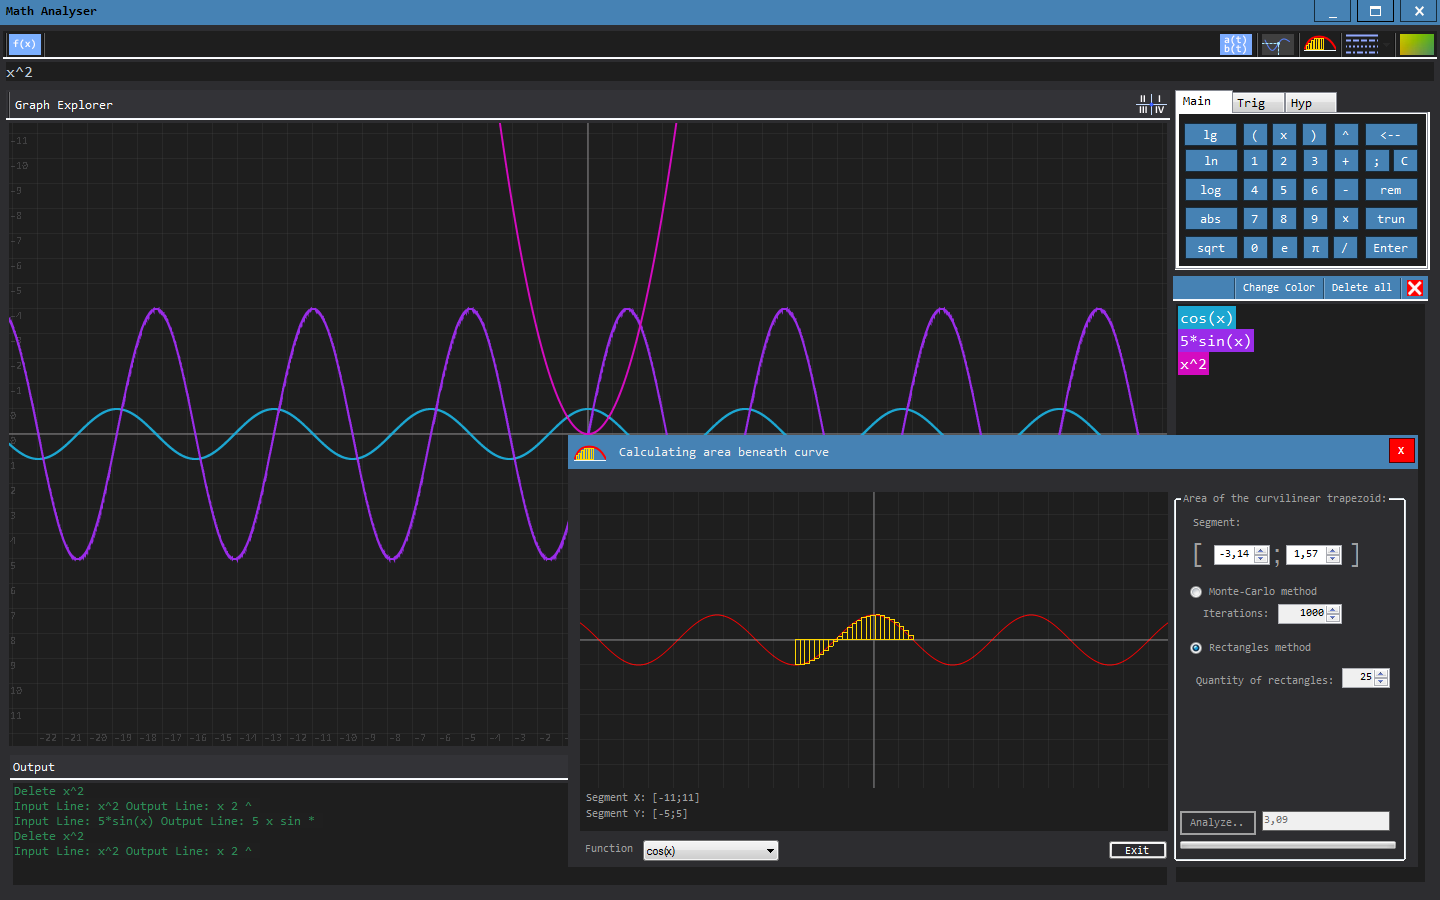 Math Analyser
f(x)
a(t)
b(t)
x^2
Graph Explorer
II I
III IV
Main Trig Hyp
lg ( x ) ^ <--
ln 1 2 3 + ; C
log 4 5 6 - rem
abs 7 8 9 x trun
sqrt 0 e π / Enter
Change Color Delete all
cos(x)
5*sin(x)
x^2
-11
-10
-9
-8
-7
-6
-5
-4
-3
-2
-1
0
1
2
3
4
5
6
7
8
9
10
11
-22 -21 -20 -19 -18 -17 -16 -15 -14 -13 -12 -11 -10 -9 -8 -7 -6 -5 -4 -3 -2
Calculating area beneath curve
x
Area of the curvilinear trapezoid:
Segment:
[ -3,14 ; 1,57 ]
Monte-Carlo method
Iterations: 1000
Rectangles method
Quantity of rectangles: 25
Segment X: [-11;11]
Segment Y: [-5;5]
Analyze.. 3,09
Function cos(x) Exit
Output
Delete x^2
Input Line: x^2 Output Line: x 2 ^
Input Line: 5*sin(x) Output Line: 5 x sin *
Delete x^2
Input Line: x^2 Output Line: x 2 ^